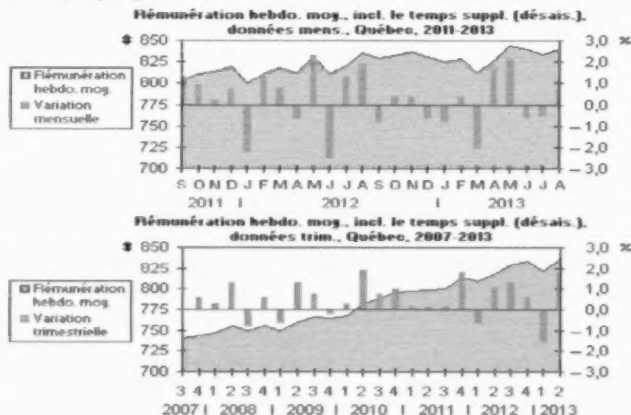 Rémunération hebdo. moy., incl. le temps suppl. (désais.),
données mens., Québec, 2011-2013
$ 850 825 800 775 750 725 700
3,0 % 2,0 1,0 0,0 –1,0 –2,0 –3,0
Rémunération
hebdo. moy.
Variation
mensuelle
S O N D J F M A M J J A S O N D J F M A M J J A
2011 2012 2013
Rémunération hebdo. moy., incl. le temps suppl. (désais.),
données trim., Québec, 2007-2013
$ 850 825 800 775 750 725 700
3,0 % 2,0 1,0 0,0 –1,0 –2,0 –3,0
Rémunération
hebdo. moy.
Variation
trimestrielle
3 4 1 2 3 4 1 2 3 4 1 2 3 4 1 2 3 4 1 2 3 4 1 2
2007 2008 2009 2010 2011 2012 2013